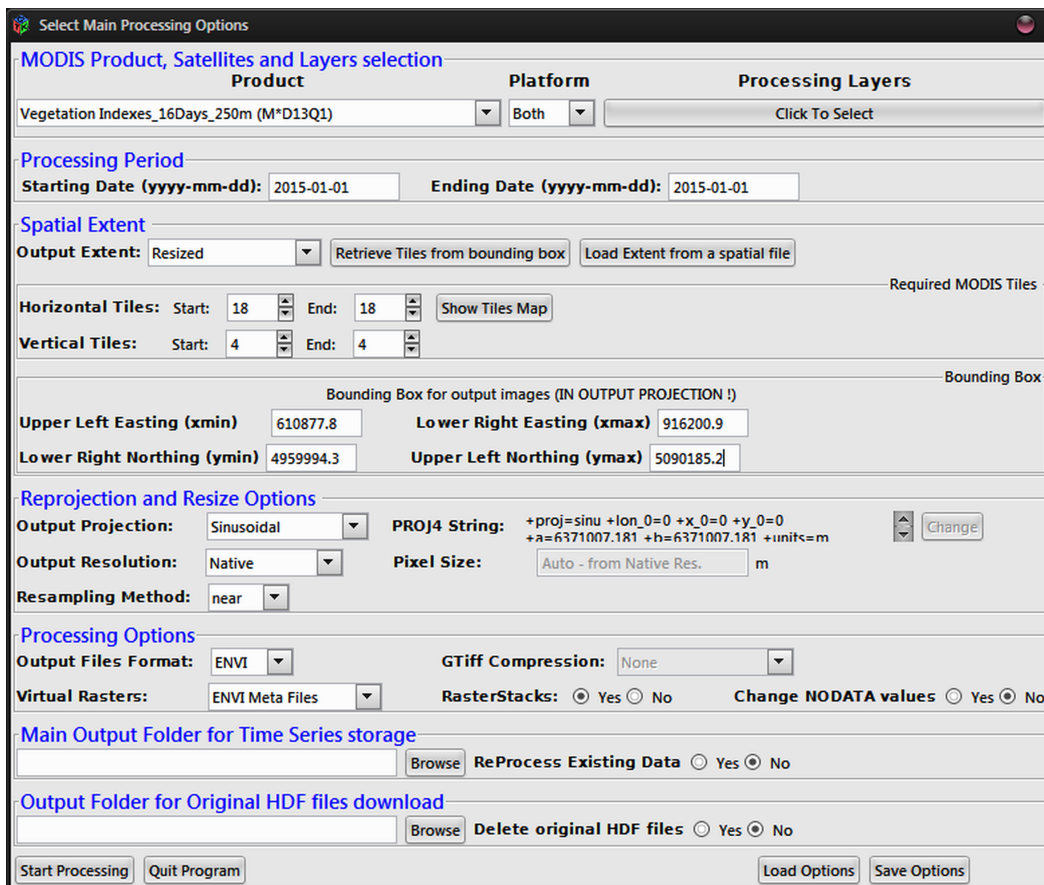 Select Main Processing Options
MODIS Product, Satellites and Layers selection
Product Platform Processing Layers
Vegetation Indexes_16Days_250m (M*D13Q1) Both Click To Select
Processing Period
Starting Date (yyyy-mm-dd): 2015-01-01 Ending Date (yyyy-mm-dd): 2015-01-01
Spatial Extent
Output Extent: Resized Retrieve Tiles from bounding box Load Extent from a spatial file
Required MODIS Tiles
Horizontal Tiles: Start: 18 End: 18 Show Tiles Map
Vertical Tiles: Start: 4 End: 4
Bounding Box
Bounding Box for output images (IN OUTPUT PROJECTION !)
Upper Left Easting (xmin) 610877.8 Lower Right Easting (xmax) 916200.9
Lower Right Northing (ymin) 4959994.3 Upper Left Northing (ymax) 5090185.2
Reprojection and Resize Options
Output Projection: Sinusoidal PROJ4 String: +proj=sinu +lon_0=0 +x_0=0 +y_0=0
+a=6371007.181 +b=6371007.181 +units=m
Change
Output Resolution: Native Pixel Size: Auto - from Native Res. m
Resampling Method: near
Processing Options
Output Files Format: ENVI GTiff Compression: None
Virtual Rasters: ENVI Meta Files RasterStacks: Yes No Change NODATA values Yes No
Main Output Folder for Time Series storage
Browse ReProcess Existing Data Yes No
Output Folder for Original HDF files download
Browse Delete original HDF files Yes No
Start Processing Quit Program Load Options Save Options